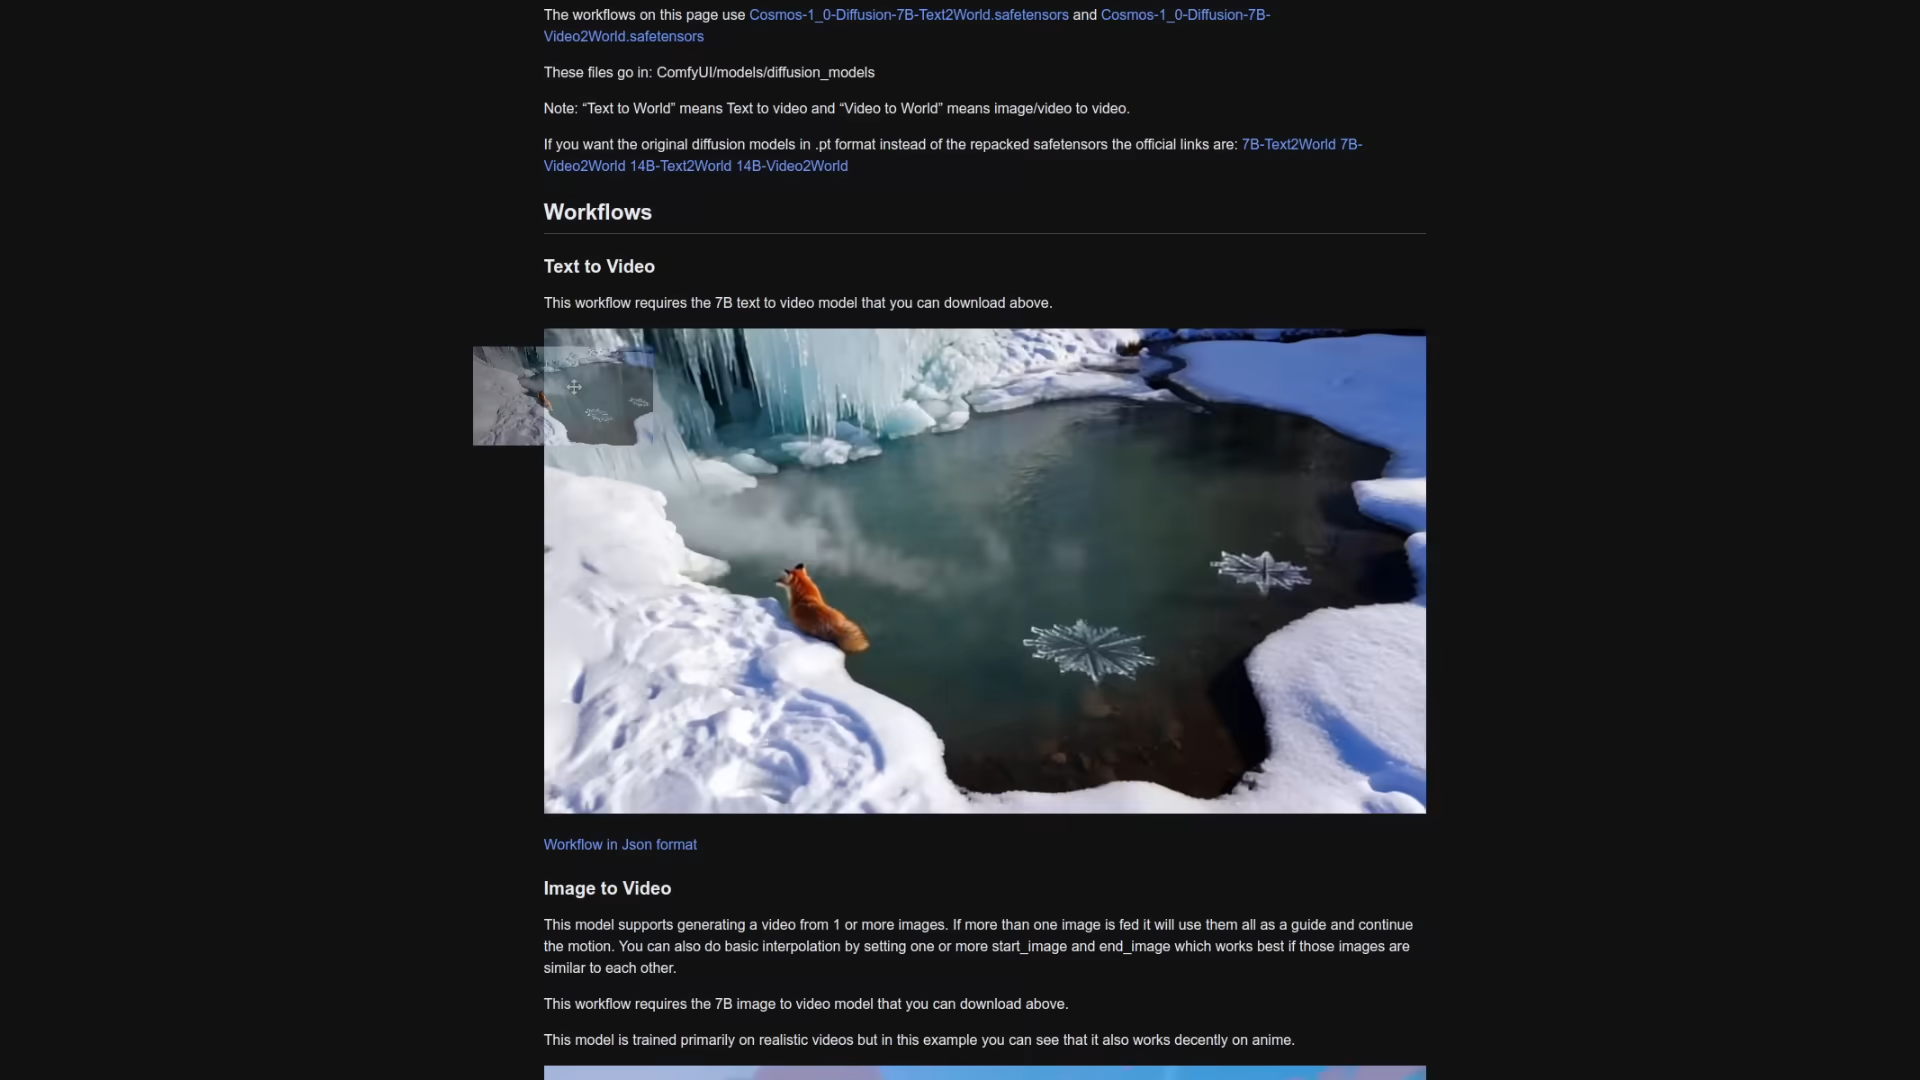 The workflows on this page use Cosmos-1_0-Diffusion-7B-Text2World.safetensors and Cosmos-1_0-Diffusion-7B-
Video2World.safetensors
These files go in: ComfyUI/models/diffusion_models
Note: “Text to World” means Text to video and “Video to World” means image/video to video.
If you want the original diffusion models in .pt format instead of the repacked safetensors the official links are: 7B-Text2World 7B-
Video2World 14B-Text2World 14B-Video2World
Workflows
Text to Video
This workflow requires the 7B text to video model that you can download above.
Workflow in Json format
Image to Video
This model supports generating a video from 1 or more images. If more than one image is fed it will use them all as a guide and continue
the motion. You can also do basic interpolation by setting one or more start_image and end_image which works best if those images are
similar to each other.
This workflow requires the 7B image to video model that you can download above.
This model is trained primarily on realistic videos but in this example you can see that it also works decently on anime.